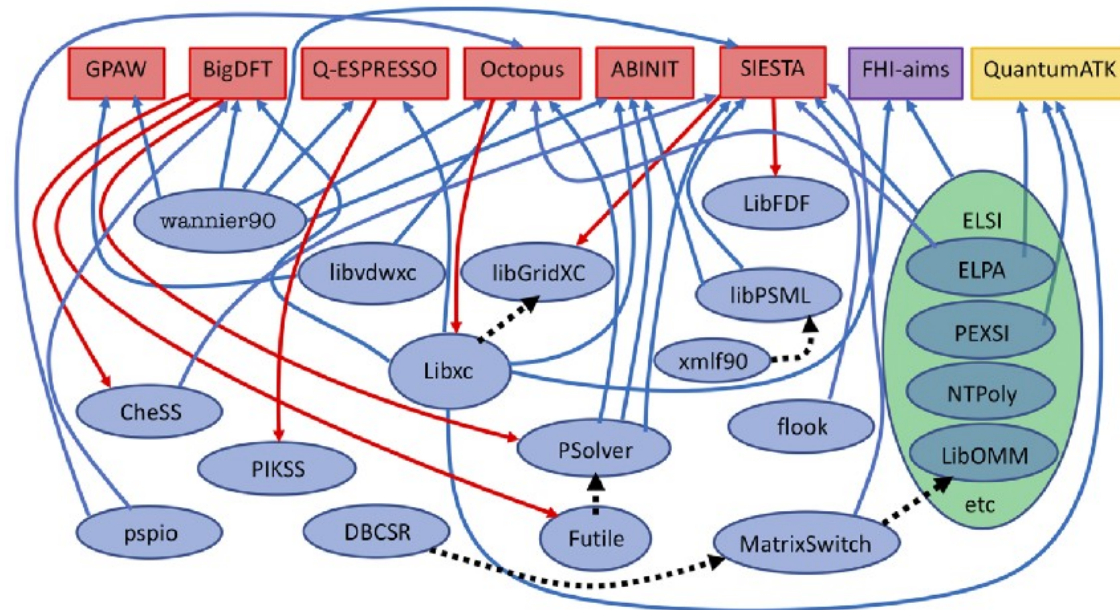 GPAW
BigDFT
Q-ESPRESSO
Octopus
ABINIT
SIESTA
FHI-aims
QuantumATK
wannier90
LibFDF
ELSI
libvdwxc
libGridXC
ELPA
libPSML
PEXSI
Libxc
xmlf90
NTPoly
CheSS
flook
PSolver
LibOMM
PIKSS
etc
pspio
DBCSR
Futile
MatrixSwitch